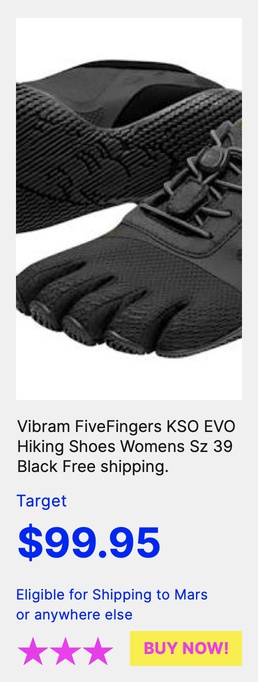 Vibram FiveFingers KSO EVO
Hiking Shoes Womens Sz 39
Black Free shipping.
Target
$99.95
Eligible for Shipping to Mars
or anywhere else
BUY NOW!